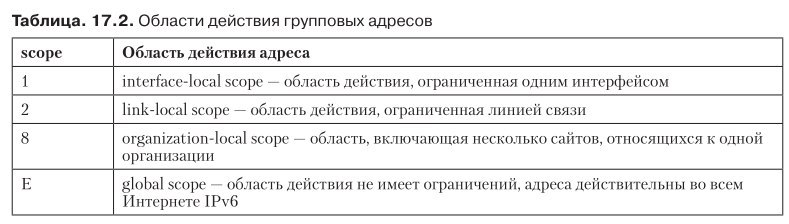 Таблица. 17.2. Области действия групповых адресов
scope Область действия адреса
1 interface-local scope — область действия, ограниченная одним интерфейсом
2 link-local scope — область действия, ограниченная линией связи
8 organization-local scope — область, включающая несколько сайтов, относящихся к одной
организации
E global scope — область действия не имеет ограничений, адреса действительны во всем
Интернете IPv6